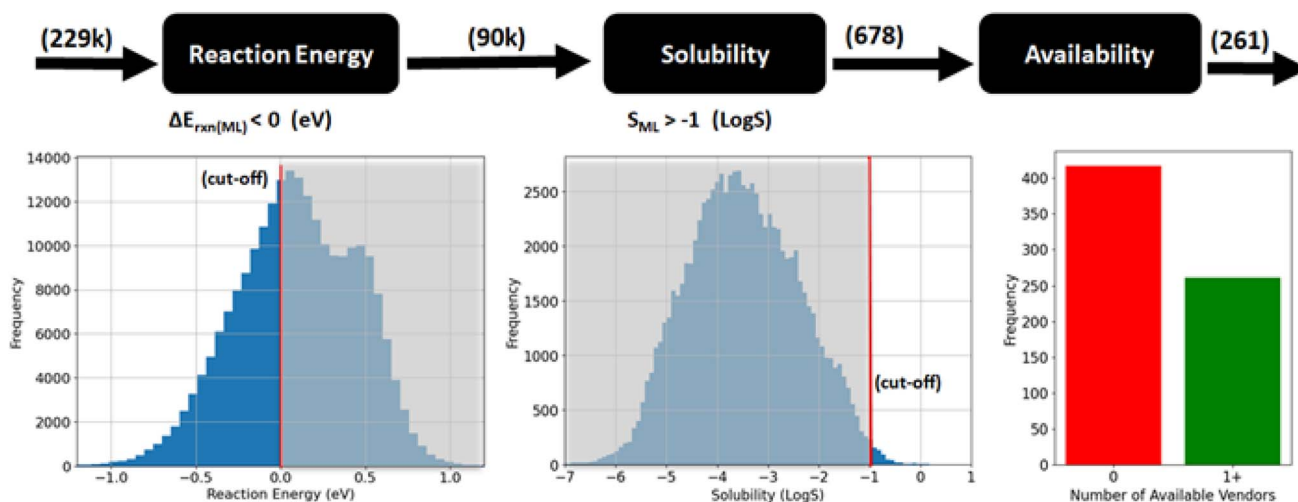 (229k)
Reaction Energy
(90k)
Solubility
(678)
Availability
(261)
ΔE_rxn(ML) < 0 (eV)
S_ML > -1 (LogS)
14000
12000
10000
8000
6000
4000
2000
0
Frequency
(cut-off)
−1.0
−0.5
0.0
0.5
1.0
Reaction Energy (eV)
2500
2000
1500
1000
500
0
Frequency
(cut-off)
−7
−6
−5
−4
−3
−2
−1
0
1
Solubility (LogS)
400
350
300
250
200
150
100
50
0
Frequency
0
1+
Number of Available Vendors